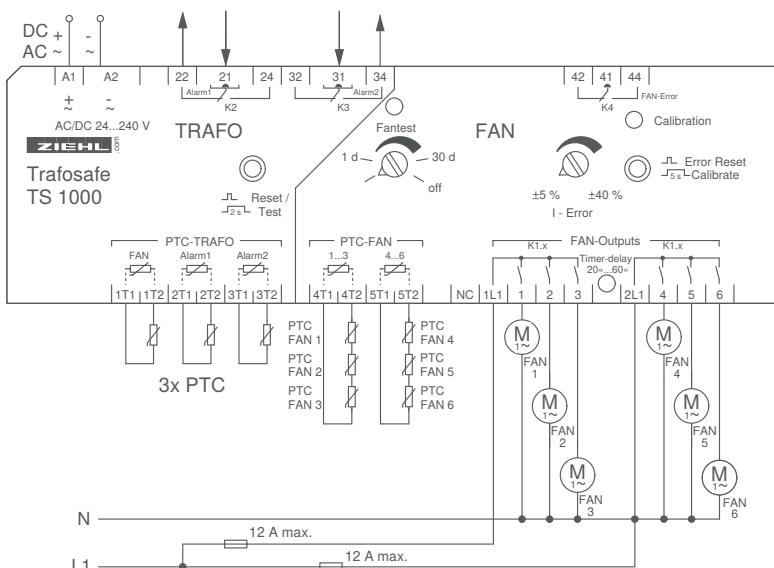 DC + -
AC ~ ~
A1 A2 22 21 24 32 31 34 42 41 44
Alarm1 Alarm2 FAN-Error
K2 K3 K4
+ -
~ ~
AC/DC 24...240 V
TRAFO
Fantest
FAN
Calibration
ZIEHL
Trafosafe
TS 1000
1 d 30 d
off
Error Reset
5 s Calibrate
Reset /
2 s Test
±5 % ±40 %
I - Error
PTC-TRAFO PTC-FAN K1.x FAN-Outputs K1.x
FAN Alarm1 Alarm2 1...3 4...6 Timer-delay
20«...60«
1T1 1T2 2T1 2T2 3T1 3T2 4T1 4T2 5T1 5T2 NC 1L1 1 2 3 2L1 4 5 6
3x PTC
PTC
FAN 1
PTC
FAN 2
PTC
FAN 3
PTC
FAN 4
PTC
FAN 5
PTC
FAN 6
M
1~
FAN
1
M
1~
FAN
2
M
1~
FAN
3
M
1~
FAN
4
M
1~
FAN
5
M
1~
FAN
6
N
12 A max.
L1
12 A max.